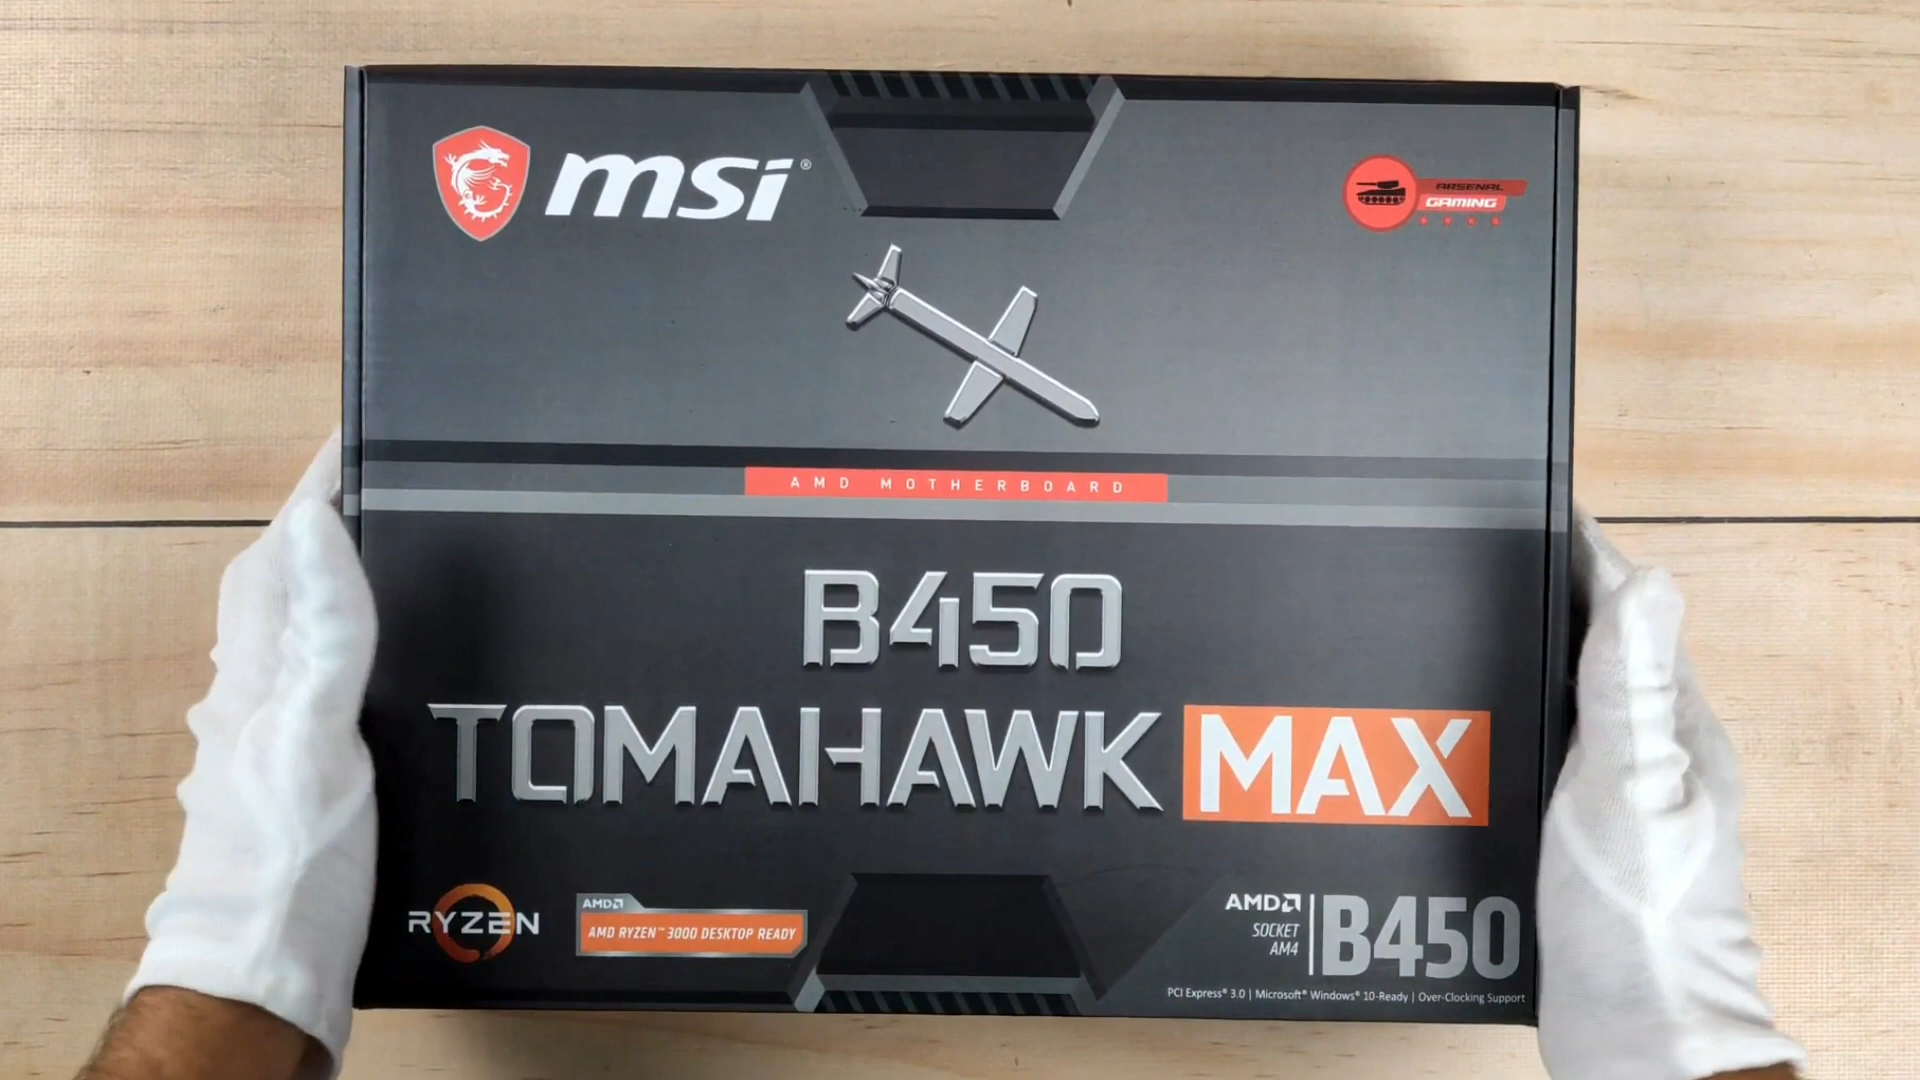 msi®
ARSENAL
GAMING
AMD MOTHERBOARD
B450
TOMAHAWK MAX
RYZEN
AMD
AMD RYZEN™ 3000 DESKTOP READY
AMD
SOCKET
AM4
B450
PCI Express® 3.0 | Microsoft® Windows® 10-Ready | Over-Clocking Support